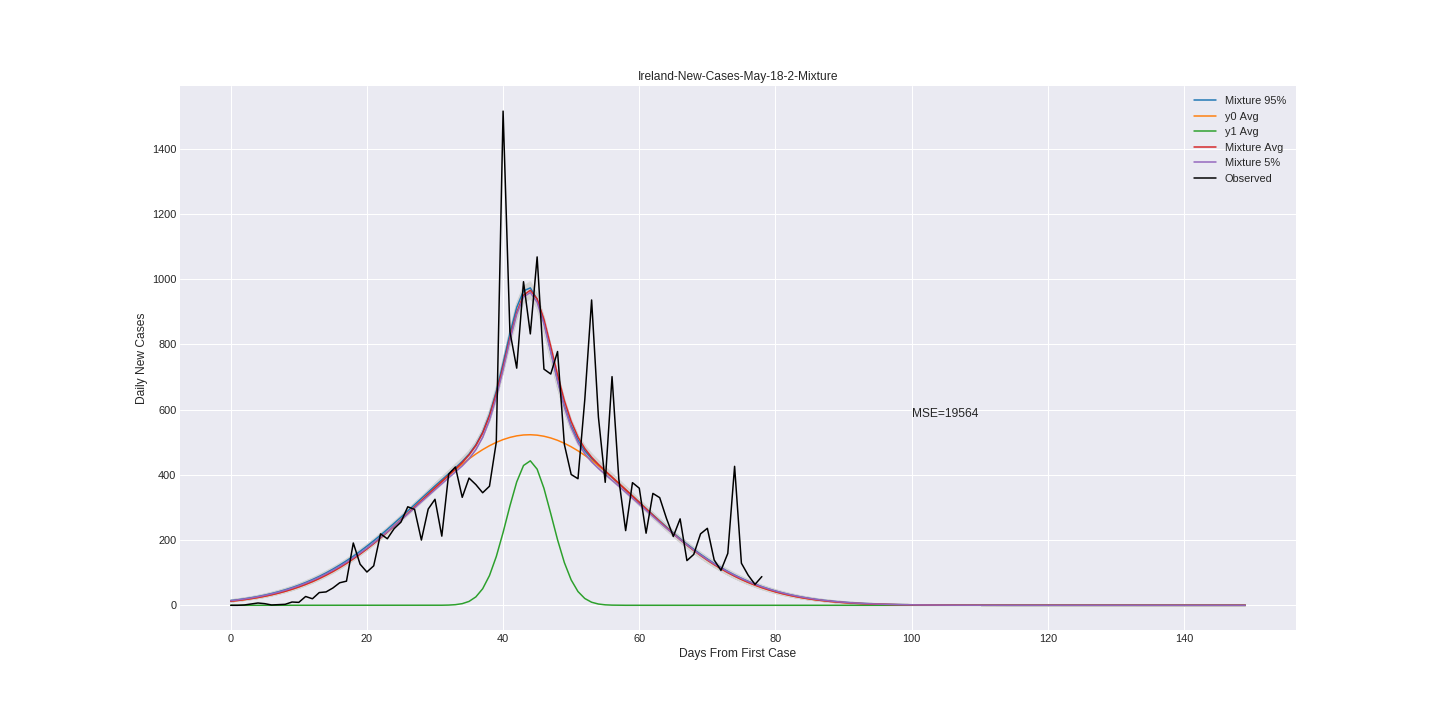 Ireland-New-Cases-May-18-2-Mixture
Mixture 95%
y0 Avg
y1 Avg
Mixture Avg
Mixture 5%
Observed
Daily New Cases
1400
1200
1000
800
600
400
200
0
MSE=19564
0 20 40 60 80 100 120 140
Days From First Case